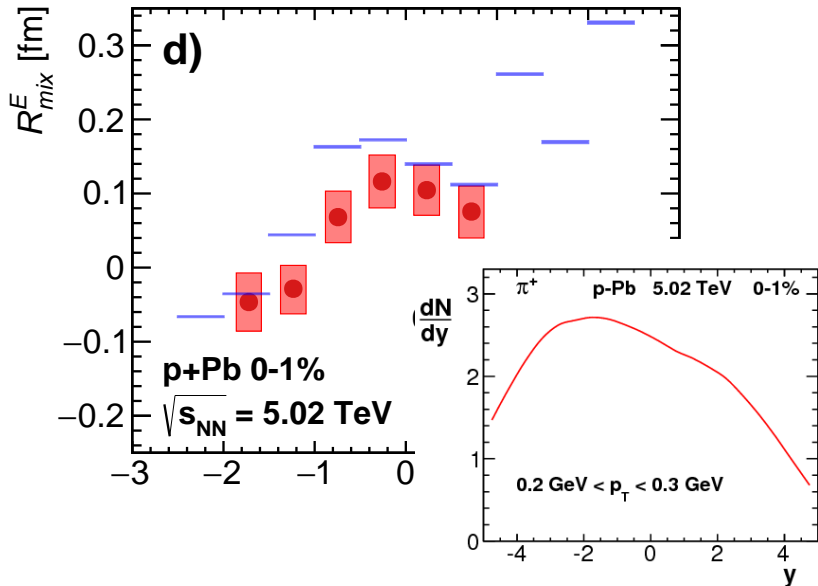 R^E_mix [fm]
d)
0.3
0.2
0.1
0
−0.1
−0.2
p+Pb 0-1%
√s_NN = 5.02 TeV
−3 −2 −1 0
π⁺ p-Pb 5.02 TeV 0-1%
dN
dy
3
2
1
0
0.2 GeV < p_T < 0.3 GeV
-4 -2 0 2 4
y